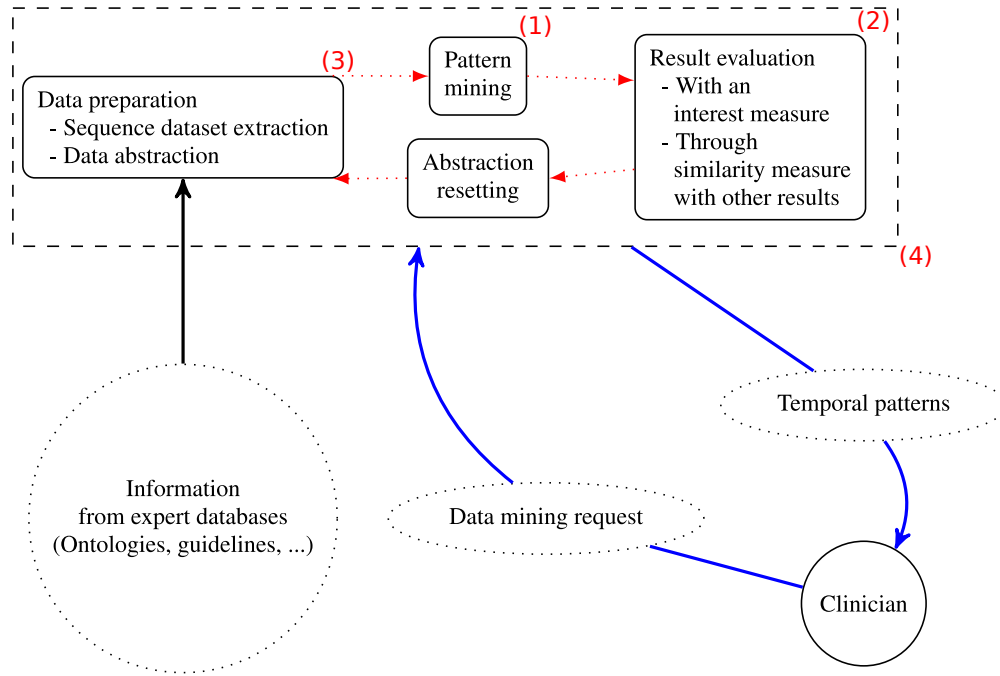 (1)
(2)
(3)
Pattern
mining
Result evaluation
- With an
interest measure
- Through
similarity measure
with other results
Data preparation
- Sequence dataset extraction
- Data abstraction
Abstraction
resetting
(4)
Temporal patterns
Information
from expert databases
(Ontologies, guidelines, ...)
Data mining request
Clinician